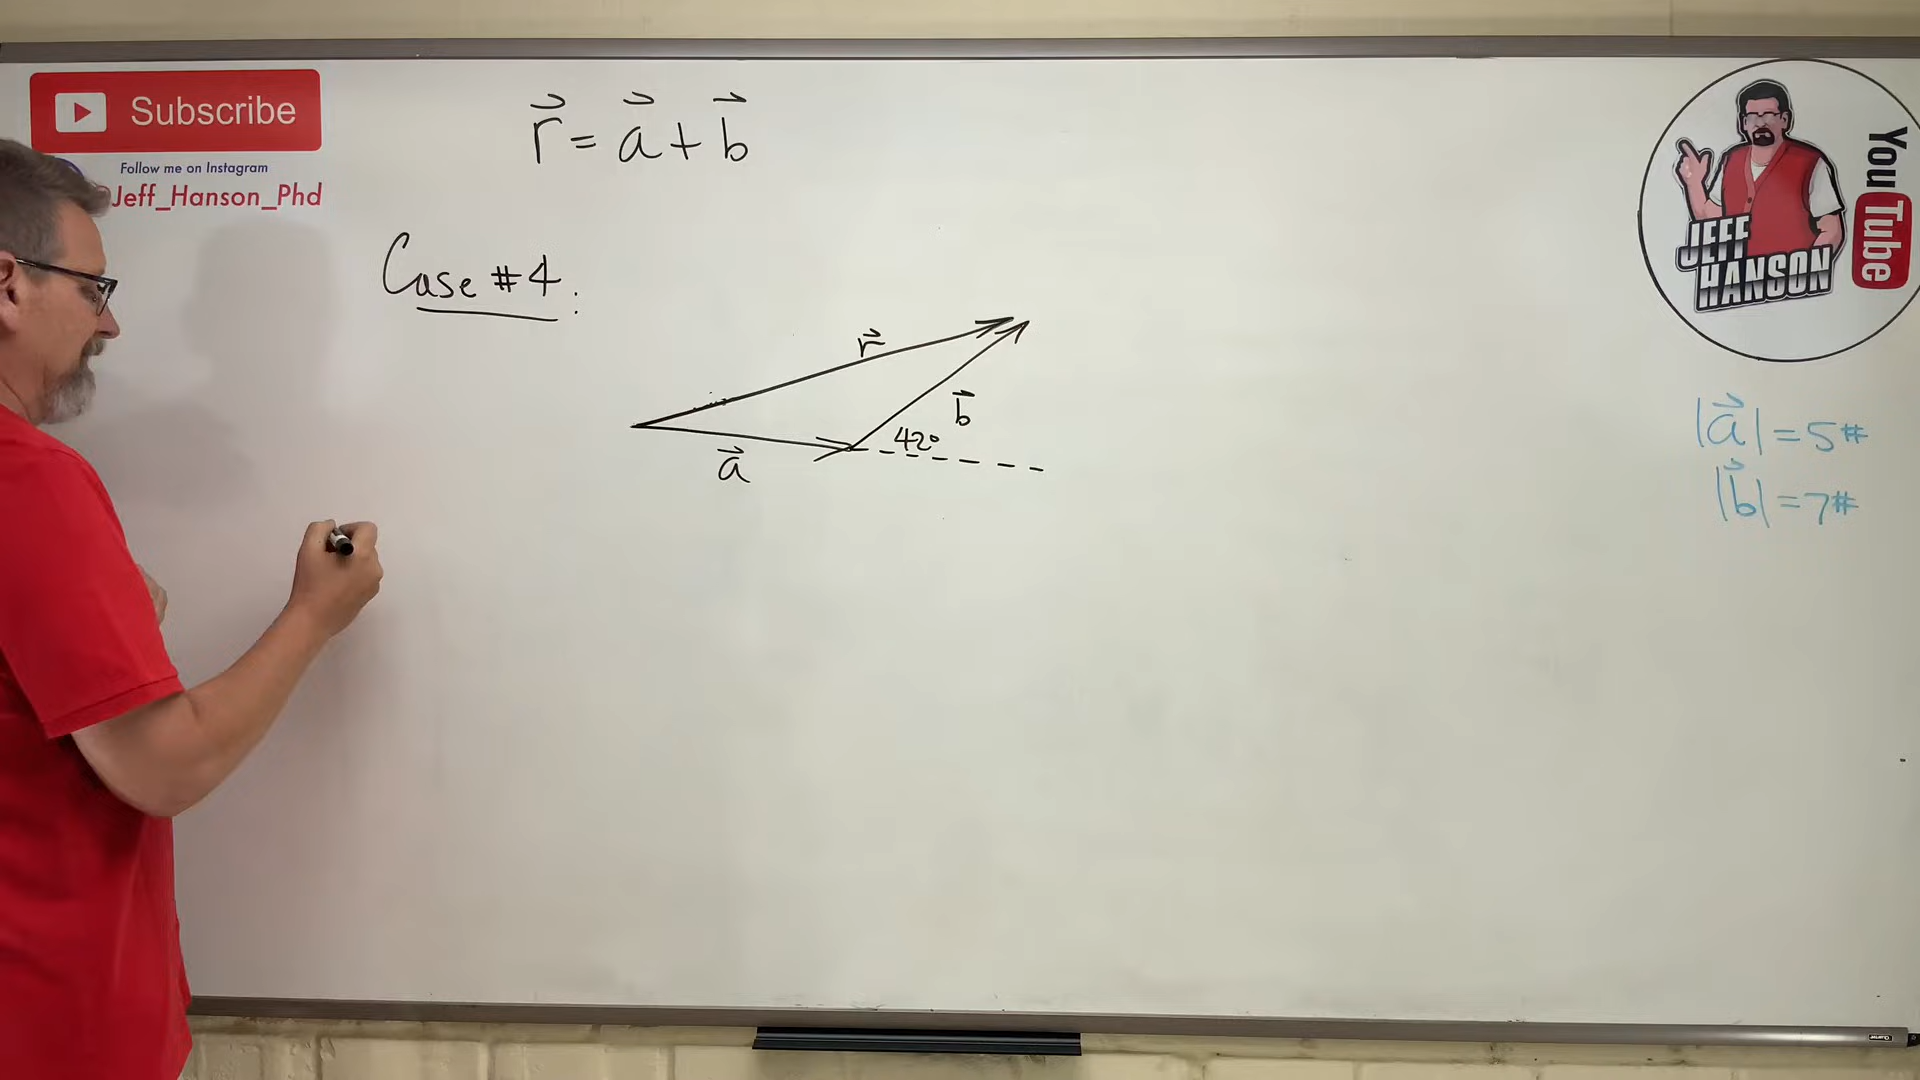 Subscribe
Follow me on Instagram
@Jeff_Hanson_Phd
r⃗ = a⃗ + b⃗
Case #4:
r⃗
b⃗
42°
a⃗
JEFF
HANSON
YouTube
|a⃗| = 5#
|b⃗| = 7#